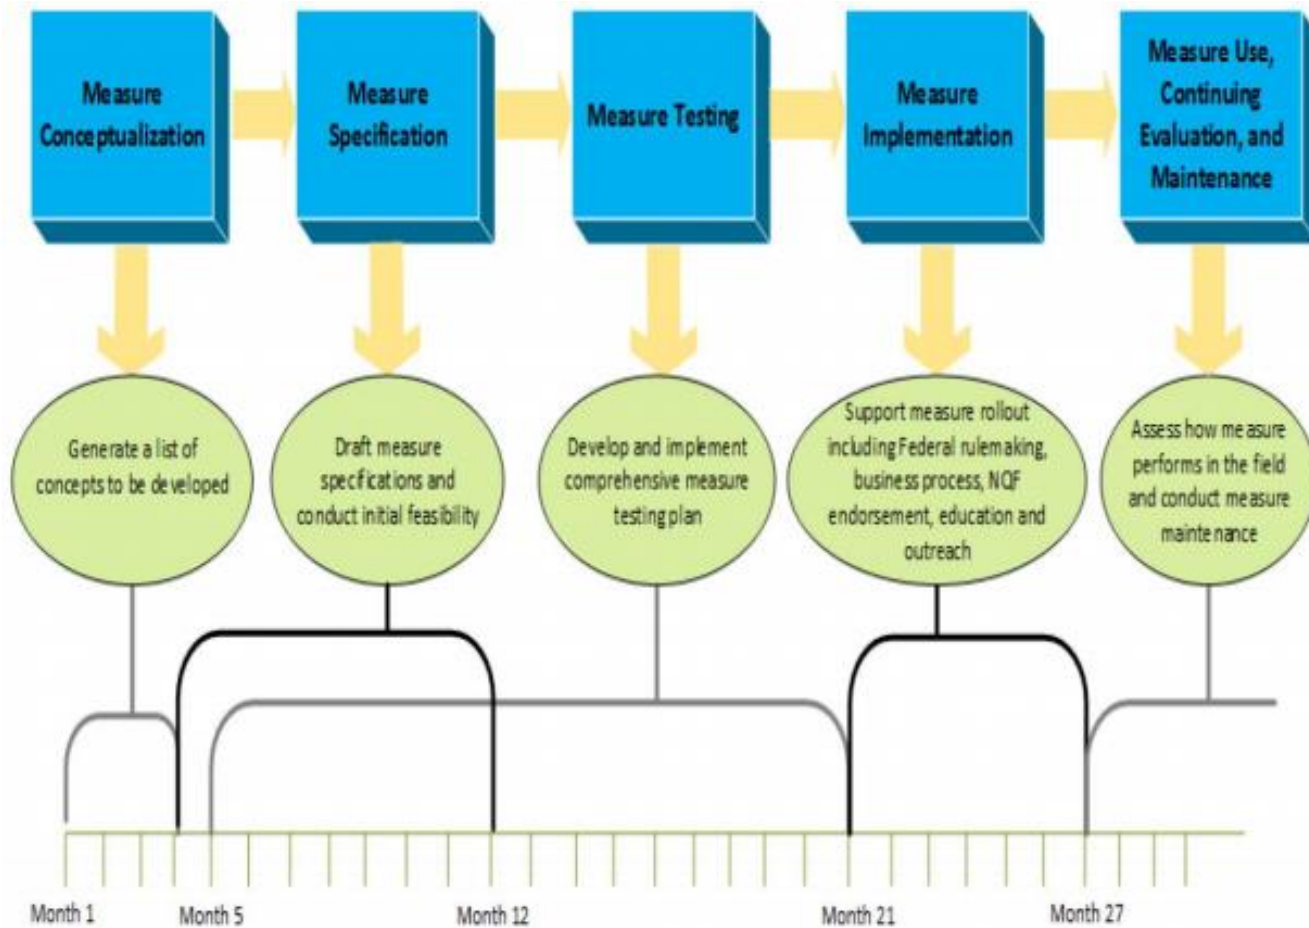 Measure
Conceptualization
Measure
Specification
Measure Testing
Measure
Implementation
Measure Use,
Continuing
Evaluation, and
Maintenance
Generate a list of
concepts to be developed
Draft measure
specifications and
conduct initial feasibility
Develop and implement
comprehensive measure
testing plan
Support measure rollout
including Federal rulemaking,
business process, NQF
endorsement, education and
outreach
Assess how measure
performs in the field
and conduct measure
maintenance
Month 1
Month 5
Month 12
Month 21
Month 27